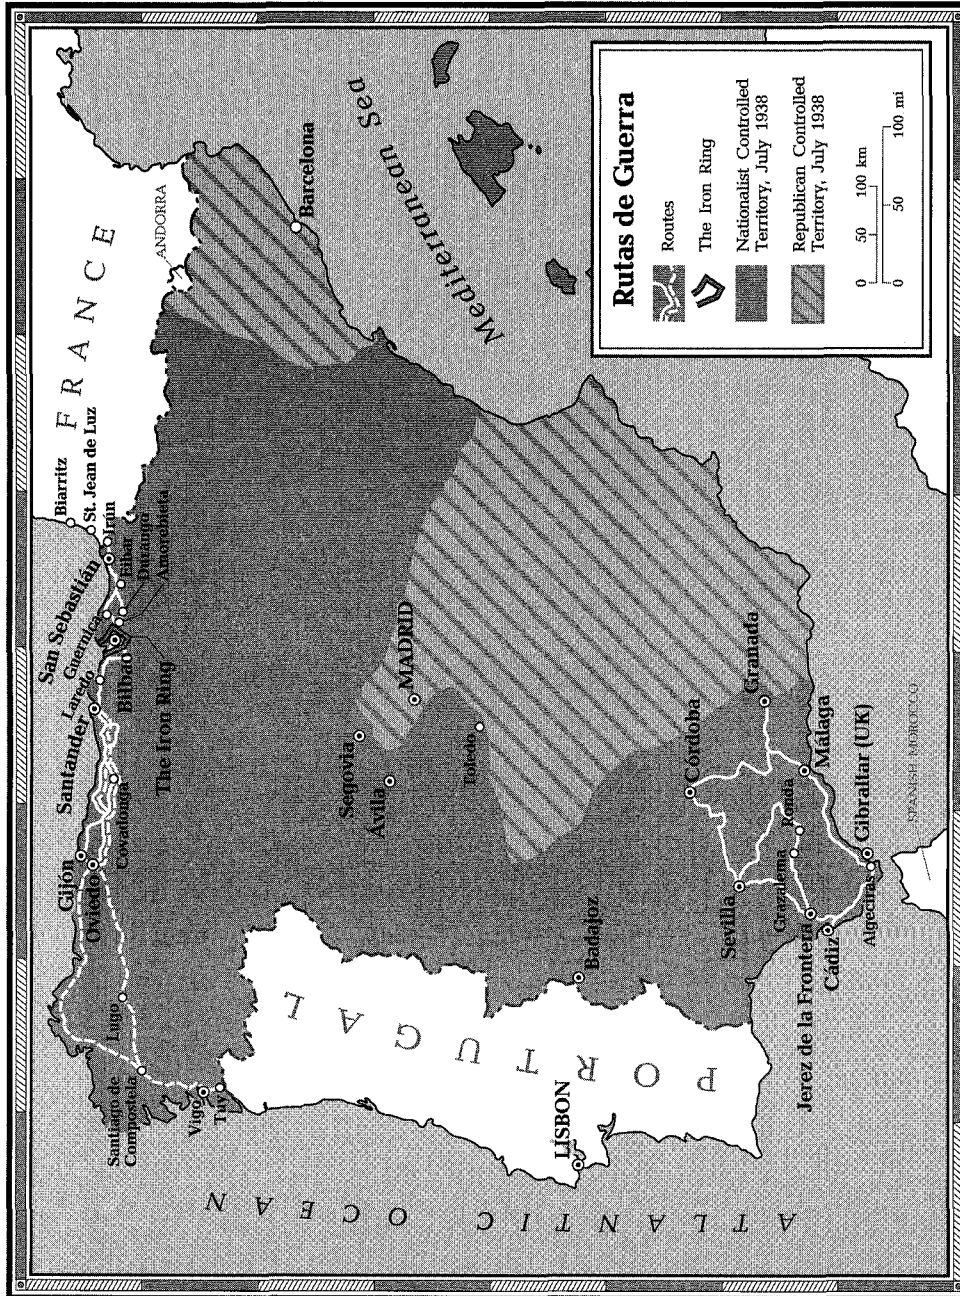 FRANCE
ANDORRA
Biarritz
St. Jean de Luz
Irún
San Sebastián
Eibar
Durango
Amorebieta
Guernica
Bilbao
The Iron Ring
Laredo
Santander
Covadonga
Gijón
Oviedo
Lugo
Santiago de
Compostela
Vigo
Tuy
Barcelona
Mediterranean Sea
Segovia
Ávila
MADRID
Toledo
PORTUGAL
LISBON
Badajoz
ATLANTIC OCEAN
Córdoba
Granada
Sevilla
Ronda
Grazalema
Málaga
Jerez de la Frontera
Cádiz
Algeciras
Gibraltar (UK)
SPANISH MOROCCO
Rutas de Guerra
Routes
The Iron Ring
Nationalist Controlled
Territory, July 1938
Republican Controlled
Territory, July 1938
0 50 100 km
0 50 100 mi